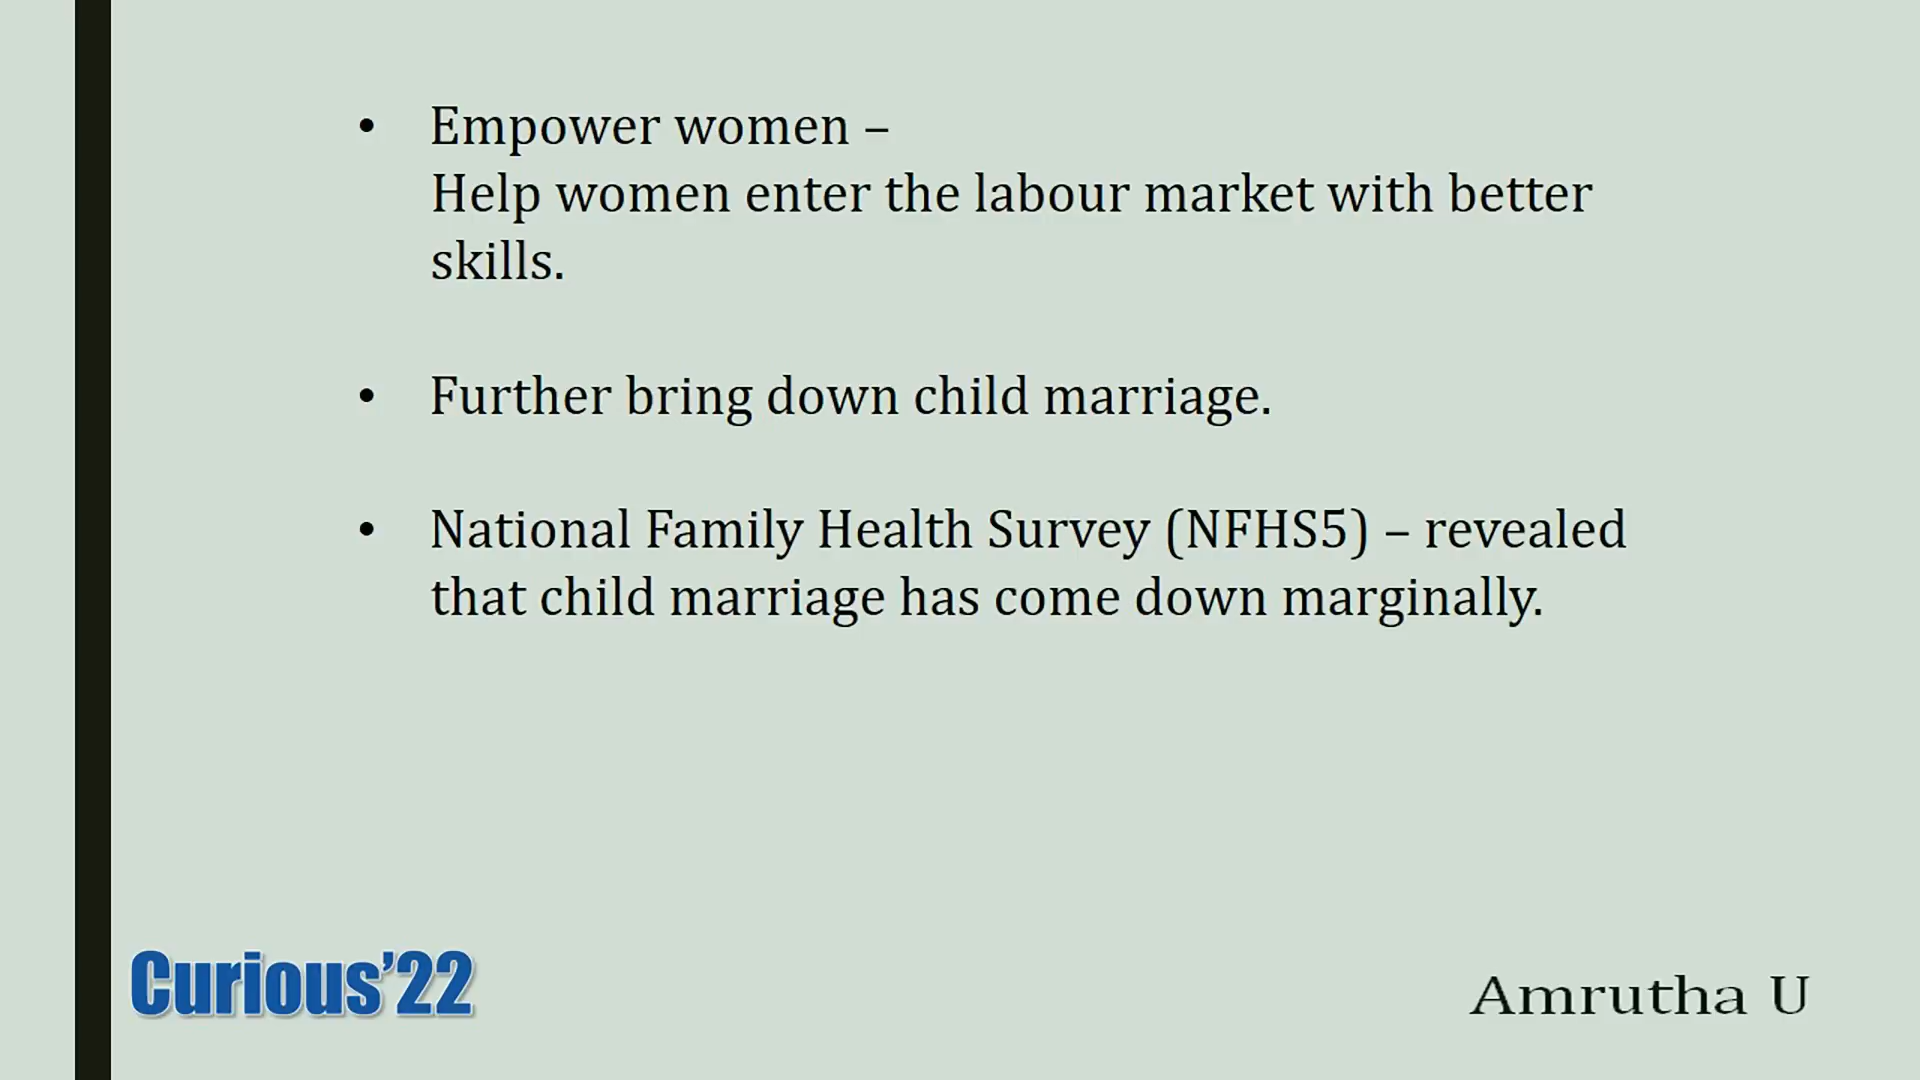 • Empower women –
Help women enter the labour market with better
skills.
• Further bring down child marriage.
• National Family Health Survey (NFHS5) – revealed
that child marriage has come down marginally.
Curious’22
Amrutha U